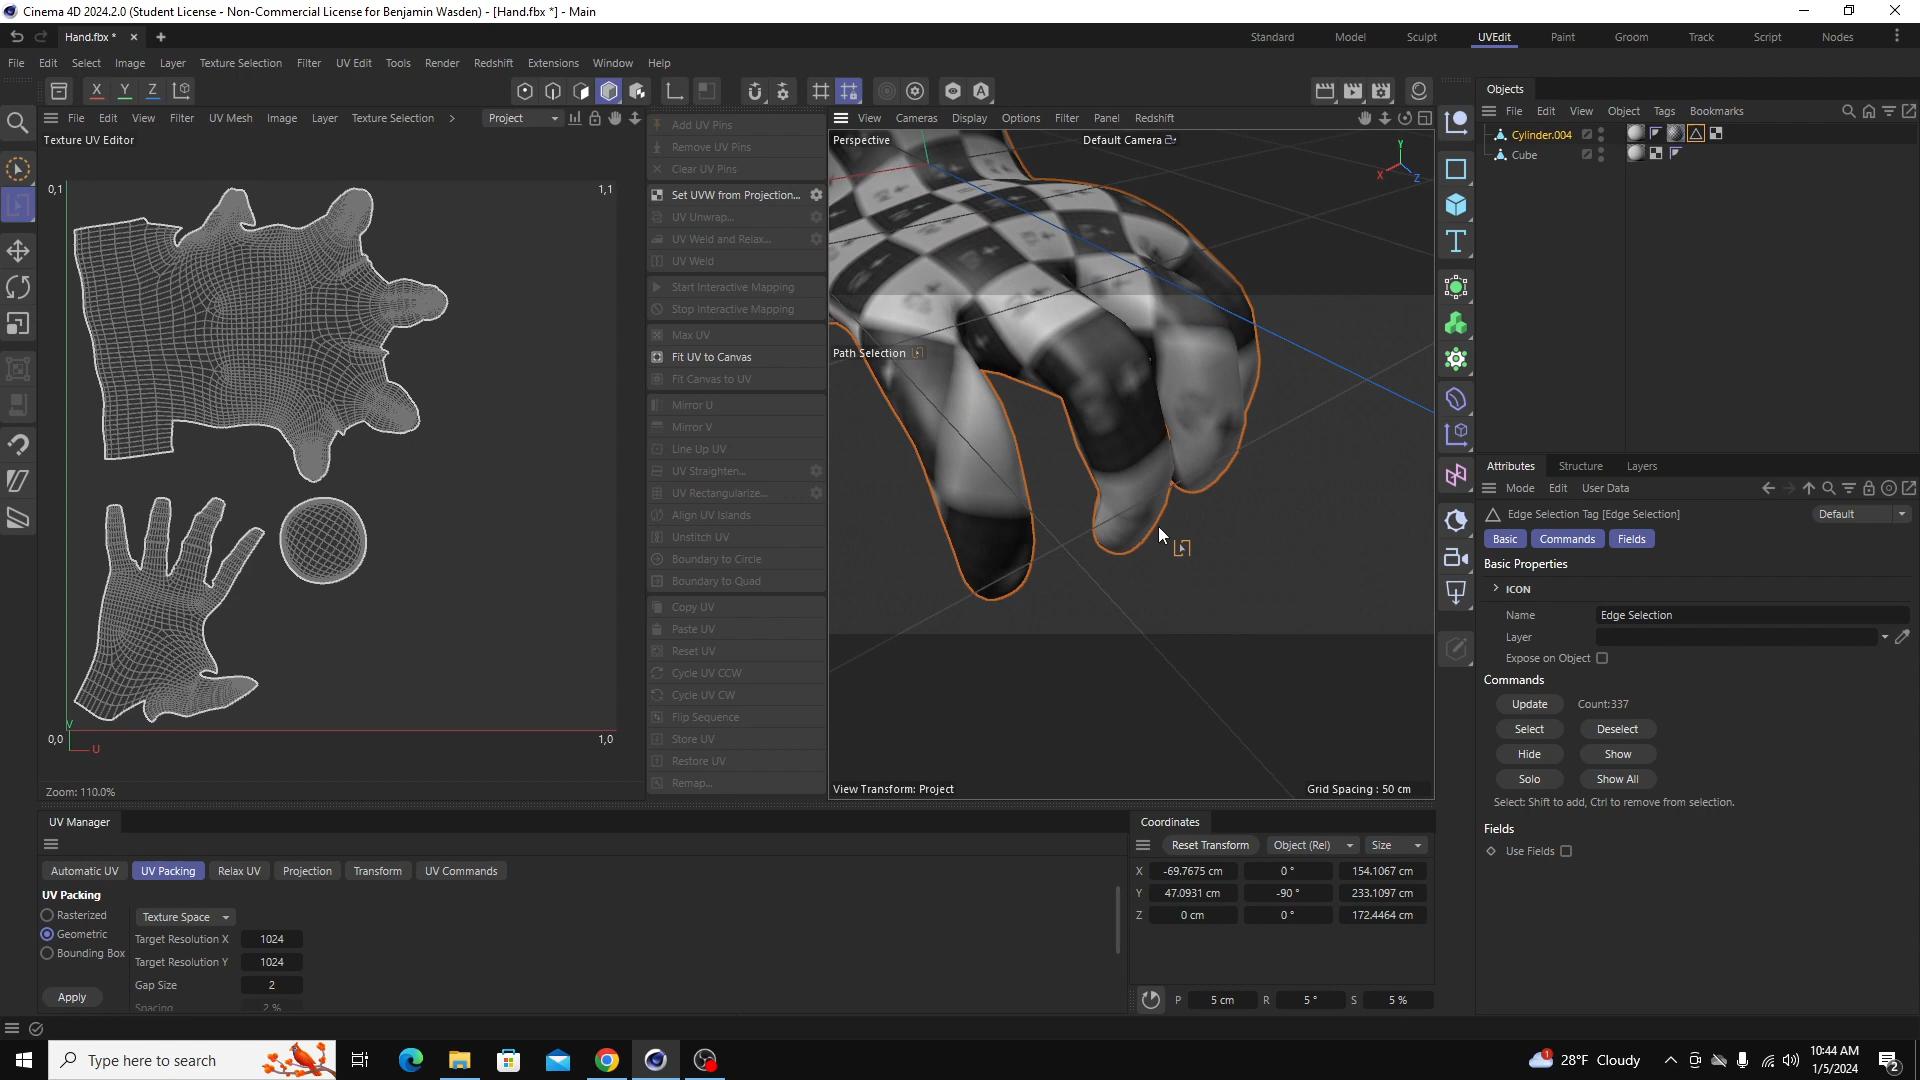 Cinema 4D 2024.2.0 (Student License - Non-Commercial License for Benjamin Wasden) - [Hand.fbx *] - Main
Hand.fbx *
Standard Model Sculpt UVEdit Paint Groom Track Script Nodes
File Edit Select Image Layer Texture Selection Filter UV Edit Tools Render Redshift Extensions Window Help
X Y Z
File Edit View Filter UV Mesh Image Layer Texture Selection > Project
Texture UV Editor
0,1 1,1
0,0 1,0
V
U
Zoom: 110.0%
Add UV Pins
Remove UV Pins
Clear UV Pins
Set UVW from Projection...
UV Unwrap...
UV Weld and Relax...
UV Weld
Start Interactive Mapping
Stop Interactive Mapping
Max UV
Fit UV to Canvas
Fit Canvas to UV
Mirror U
Mirror V
Line Up UV
UV Straighten...
UV Rectangularize...
Align UV Islands
Unstitch UV
Boundary to Circle
Boundary to Quad
Copy UV
Paste UV
Reset UV
Cycle UV CCW
Cycle UV CW
Flip Sequence
Store UV
Restore UV
Remap...
View Cameras Display Options Filter Panel Redshift
Perspective
Default Camera
Y
X
Z
Path Selection
View Transform: Project
Grid Spacing : 50 cm
Objects
File Edit View Object Tags Bookmarks
Cylinder.004
Cube
Attributes Structure Layers
Mode Edit User Data
Edge Selection Tag [Edge Selection] Default
Basic Commands Fields
Basic Properties
ICON
Name Edge Selection
Layer
Expose on Object
Commands
Update Count:337
Select Deselect
Hide Show
Solo Show All
Select: Shift to add, Ctrl to remove from selection.
Fields
Use Fields
UV Manager
Automatic UV UV Packing Relax UV Projection Transform UV Commands
UV Packing
Rasterized Texture Space
Geometric Target Resolution X 1024
Bounding Box Target Resolution Y 1024
Gap Size 2
Apply Spacing 2 %
Coordinates
Reset Transform Object (Rel) Size
X -69.7675 cm 0 ° 154.1067 cm
Y 47.0931 cm -90 ° 233.1097 cm
Z 0 cm 0 ° 172.4464 cm
P 5 cm R 5 ° S 5 %
Type here to search
1
28°F Cloudy
10:44 AM
1/5/2024
2